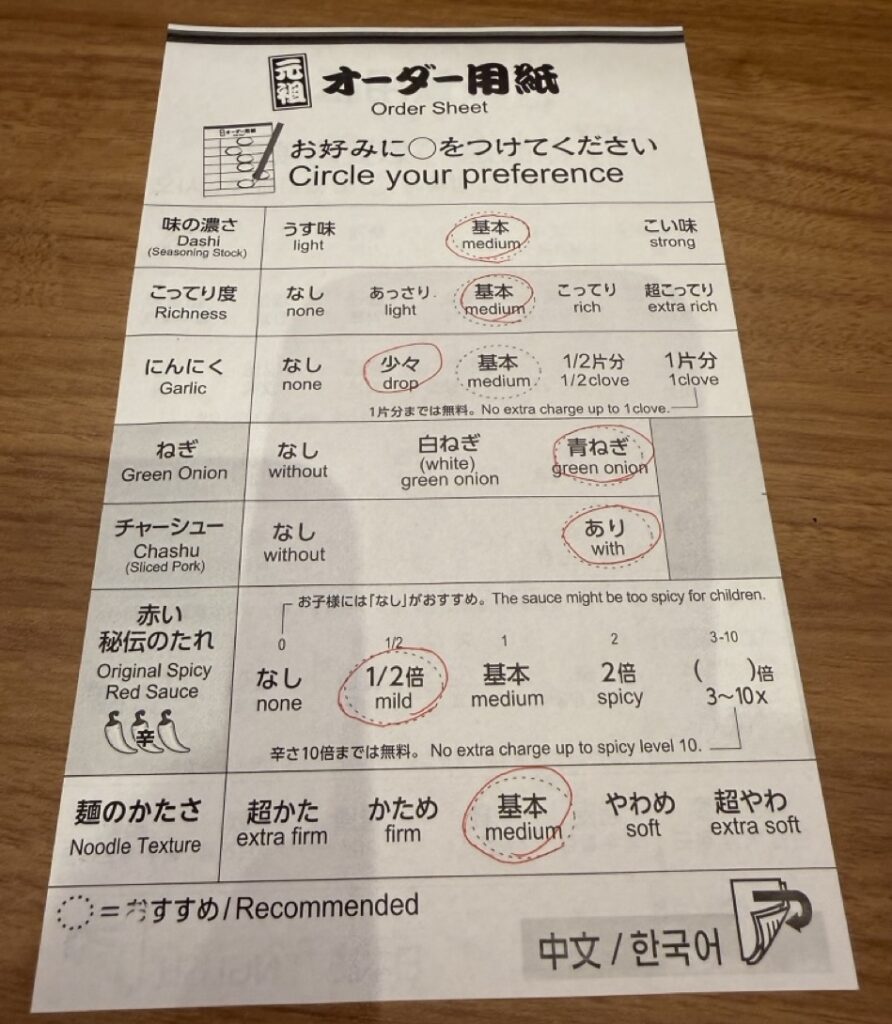 元祖 オーダー用紙
Order Sheet
お好みに○をつけてください
Circle your preference
味の濃さ うす味 基本 こい味
Dashi light medium strong
(Seasoning Stock)
こってり度 なし あっさり 基本 こってり 超こってり
Richness none light medium rich extra rich
にんにく なし 少々 基本 1/2片分 1片分
Garlic none drop medium 1/2clove 1clove
1片分までは無料。No extra charge up to 1clove.
ねぎ なし 白ねぎ 青ねぎ
Green Onion without (white) green onion
green onion
チャーシュー なし あり
Chashu without with
(Sliced Pork)
お子様には「なし」がおすすめ。The sauce might be too spicy for children.
赤い
秘伝のたれ
Original Spicy
Red Sauce
辛
0 1/2 1 2 3-10
なし 1/2倍 基本 2倍 ( )倍
none mild medium spicy 3〜10x
辛さ10倍までは無料。No extra charge up to spicy level 10.
麺のかたさ 超かた かため 基本 やわめ 超やわ
Noodle Texture extra firm firm medium soft extra soft
=おすすめ/Recommended
中文/한국어